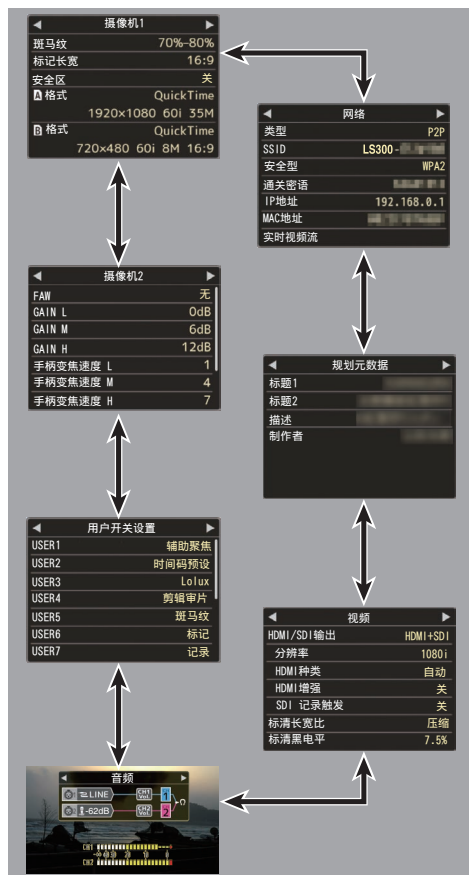 摄像机1
斑马纹 70%-80%
标记长宽 16:9
安全区 关
A 格式 QuickTime
1920×1080 60i 35M
B 格式 QuickTime
720×480 60i 8M 16:9
网络
类型 P2P
SSID LS300-
安全型 WPA2
通关密语
IP地址 192.168.0.1
MAC地址
实时视频流
摄像机2
FAW 无
GAIN L 0dB
GAIN M 6dB
GAIN H 12dB
手柄变焦速度 L 1
手柄变焦速度 M 4
手柄变焦速度 H 7
规划元数据
标题1
标题2
描述
制作者
用户开关设置
USER1 辅助聚焦
USER2 时间码预设
USER3 Lolux
USER4 剪辑审片
USER5 斑马纹
USER6 标记
USER7 记录
视频
HDMI/SDI输出 HDMI+SDI
分辨率 1080i
HDMI种类 自动
HDMI增强 关
SDI 记录触发 关
标清长宽比 压缩
标清黑电平 7.5%
音频
LINE CH1 Vol. 1
-62dB CH2 Vol. 2
CH1
20 10 0
CH2